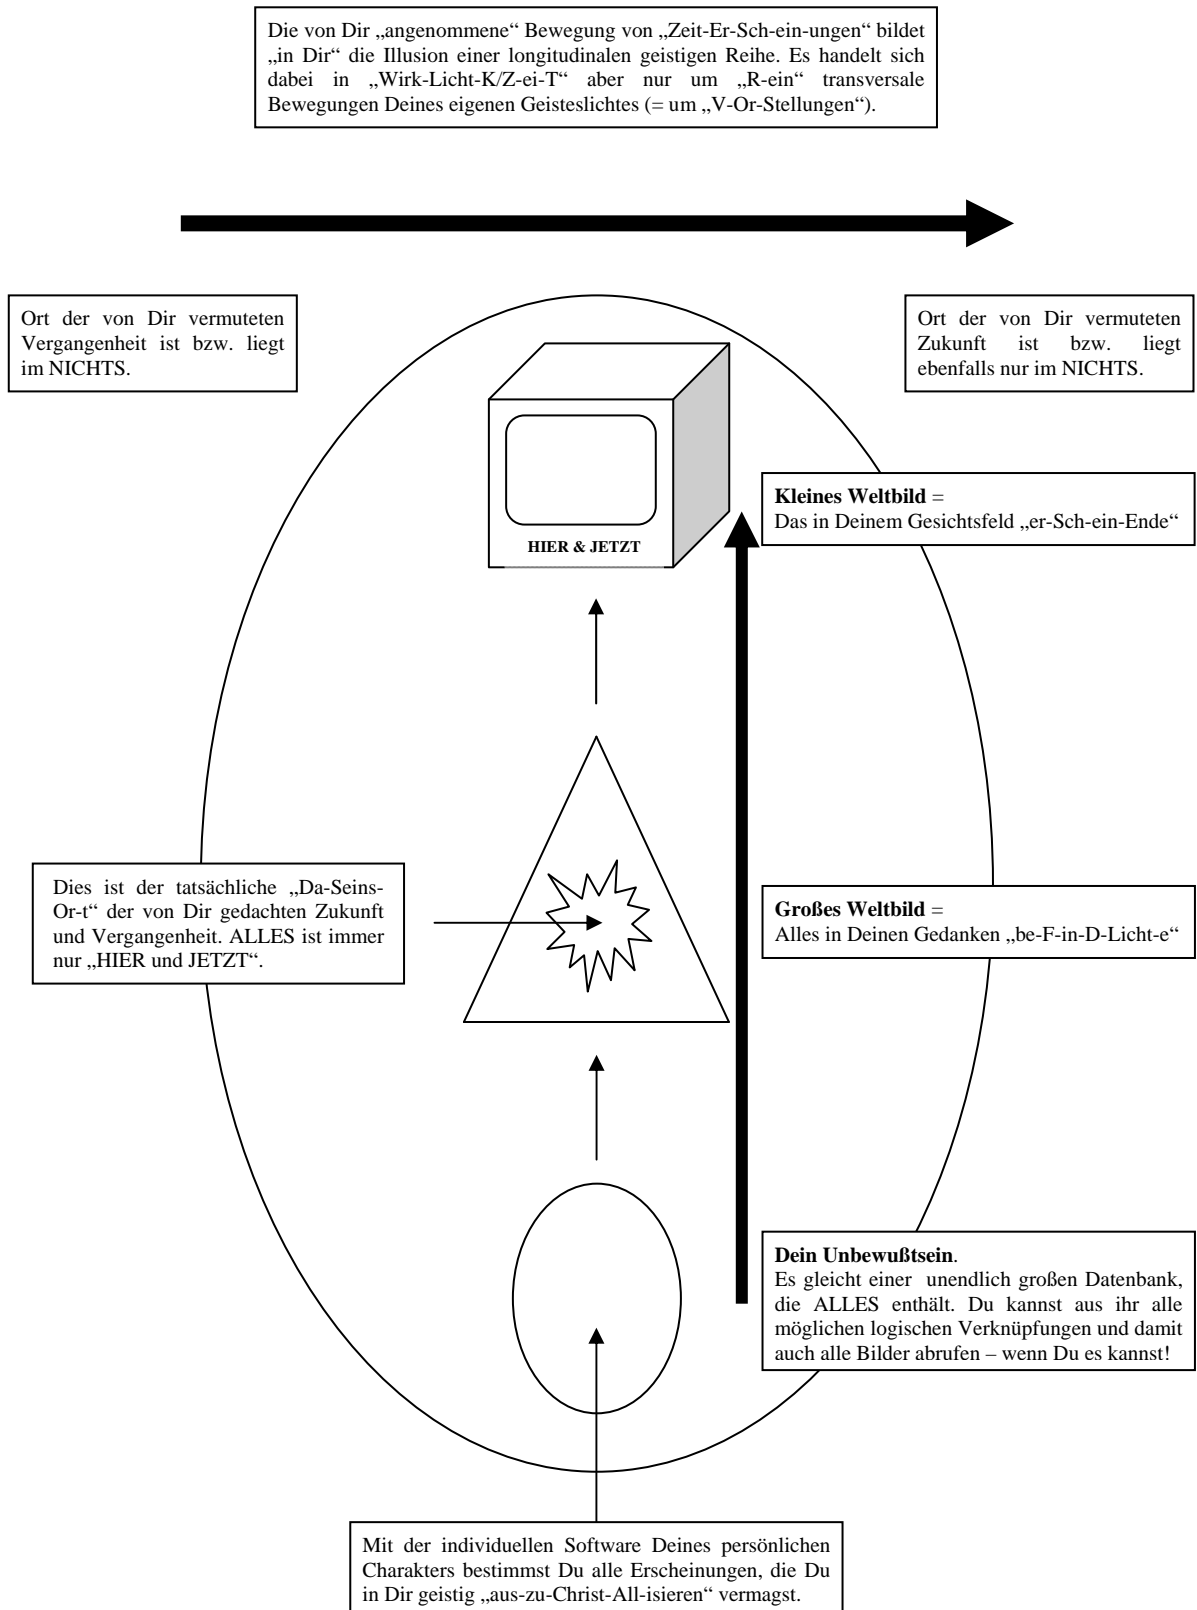 Die von Dir „angenommene“ Bewegung von „Zeit-Er-Sch-ein-ungen“ bildet
„in Dir“ die Illusion einer longitudinalen geistigen Reihe. Es handelt sich
dabei in „Wirk-Licht-K/Z-ei-T“ aber nur um „R-ein“ transversale
Bewegungen Deines eigenen Geisteslichtes (= um „V-Or-Stellungen“).
Ort der von Dir vermuteten
Vergangenheit ist bzw. liegt
im NICHTS.
Ort der von Dir vermuteten
Zukunft ist bzw. liegt
ebenfalls nur im NICHTS.
HIER & JETZT
Kleines Weltbild =
Das in Deinem Gesichtsfeld „er-Sch-ein-Ende“
Dies ist der tatsächliche „Da-Seins-
Or-t“ der von Dir gedachten Zukunft
und Vergangenheit. ALLES ist immer
nur „HIER und JETZT“.
Großes Weltbild =
Alles in Deinen Gedanken „be-F-in-D-Licht-e“
Dein Unbewußtsein.
Es gleicht einer unendlich großen Datenbank,
die ALLES enthält. Du kannst aus ihr alle
möglichen logischen Verknüpfungen und damit
auch alle Bilder abrufen – wenn Du es kannst!
Mit der individuellen Software Deines persönlichen
Charakters bestimmst Du alle Erscheinungen, die Du
in Dir geistig „aus-zu-Christ-All-isieren“ vermagst.